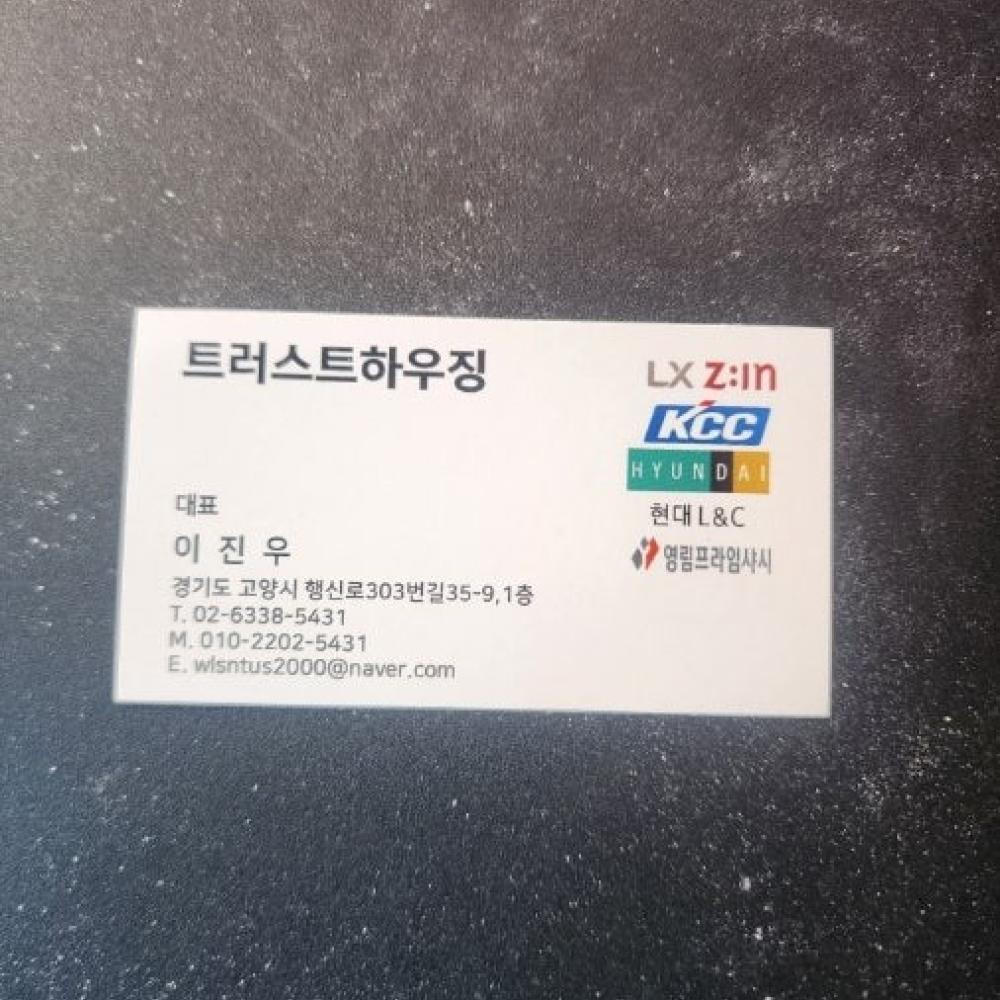 트러스트하우징
LX Z:IN
KCC
HYUNDAI
현대 L&C
영림프라임샤시
대표
이 진 우
경기도 고양시 행신로303번길35-9,1층
T. 02-6338-5431
M. 010-2202-5431
E. wlsntus2000@naver.com